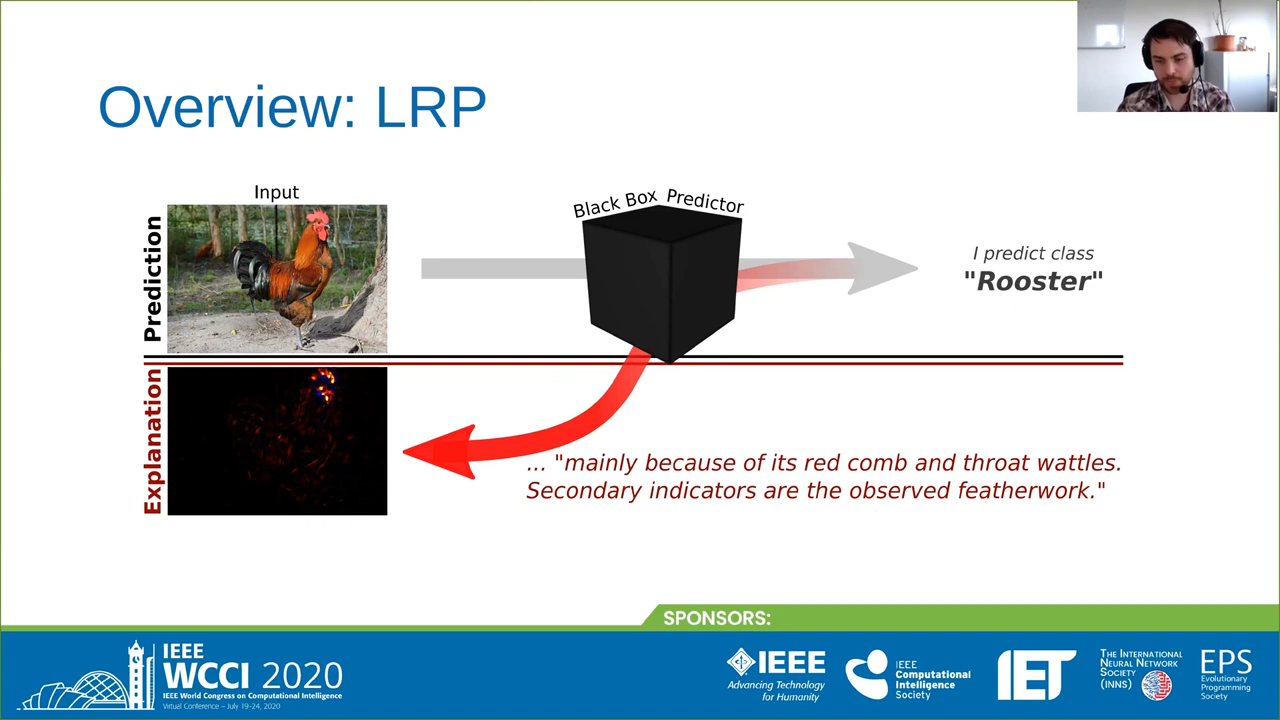 Overview: LRP
Input
Prediction
Black Box Predictor
I predict class
"Rooster"
Explanation
... "mainly because of its red comb and throat wattles.
Secondary indicators are the observed featherwork."
SPONSORS:
IEEE
WCCI 2020
IEEE World Congress on Computational Intelligence
Virtual Conference – July 19-24, 2020
IEEE
Advancing Technology
for Humanity
IEEE
Computational
Intelligence
Society
IET
The International
Neural Network
Society
(INNS)
EPS
Evolutionary
Programming
Society